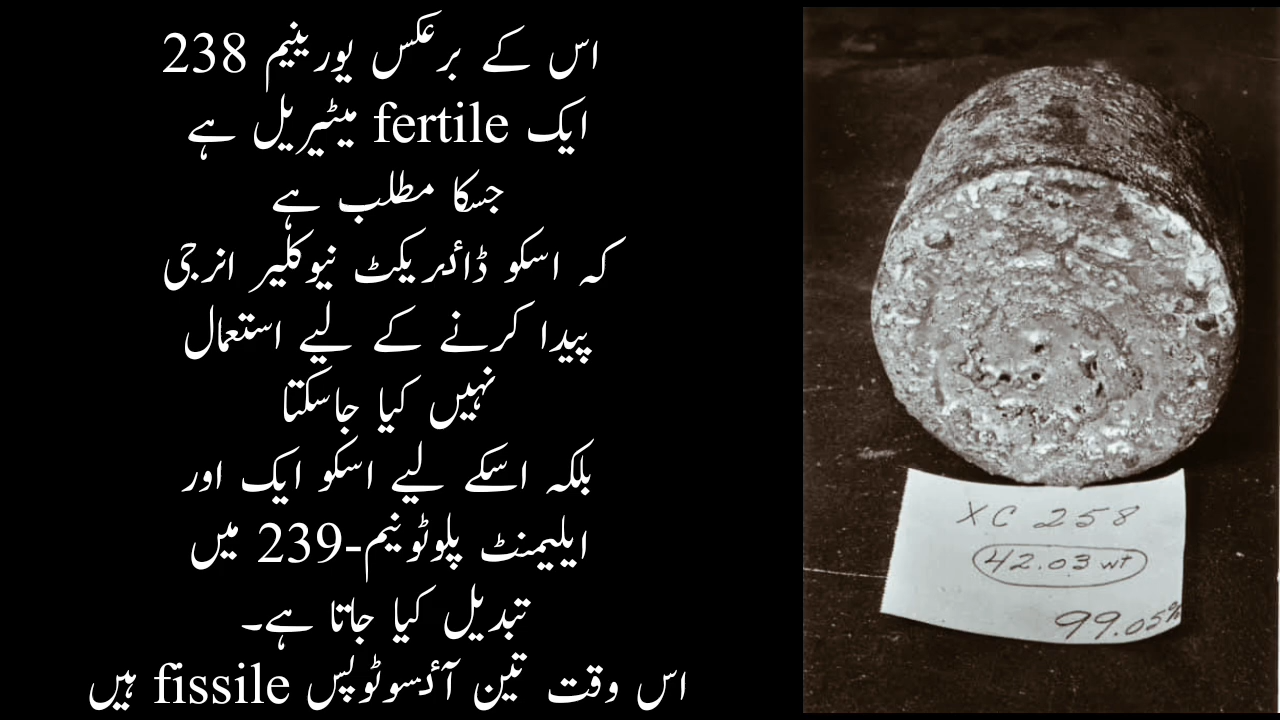 اس کے برعکس یورینیم 238
ایک fertile میٹیریل ہے
جسکا مطلب ہے
کہ اسکو ڈائریکٹ نیوکلیر انرجی
پیدا کرنے کے لیے استعمال
نہیں کیا جاسکتا
بلکہ اسکے لیے اسکو ایک اور
ایلیمنٹ پلوٹونیم-239 میں
تبدیل کیا جاتا ہے۔
اس وقت تین آئسوٹوپس fissile ہیں
XC 258
42.03 wt
99.05%